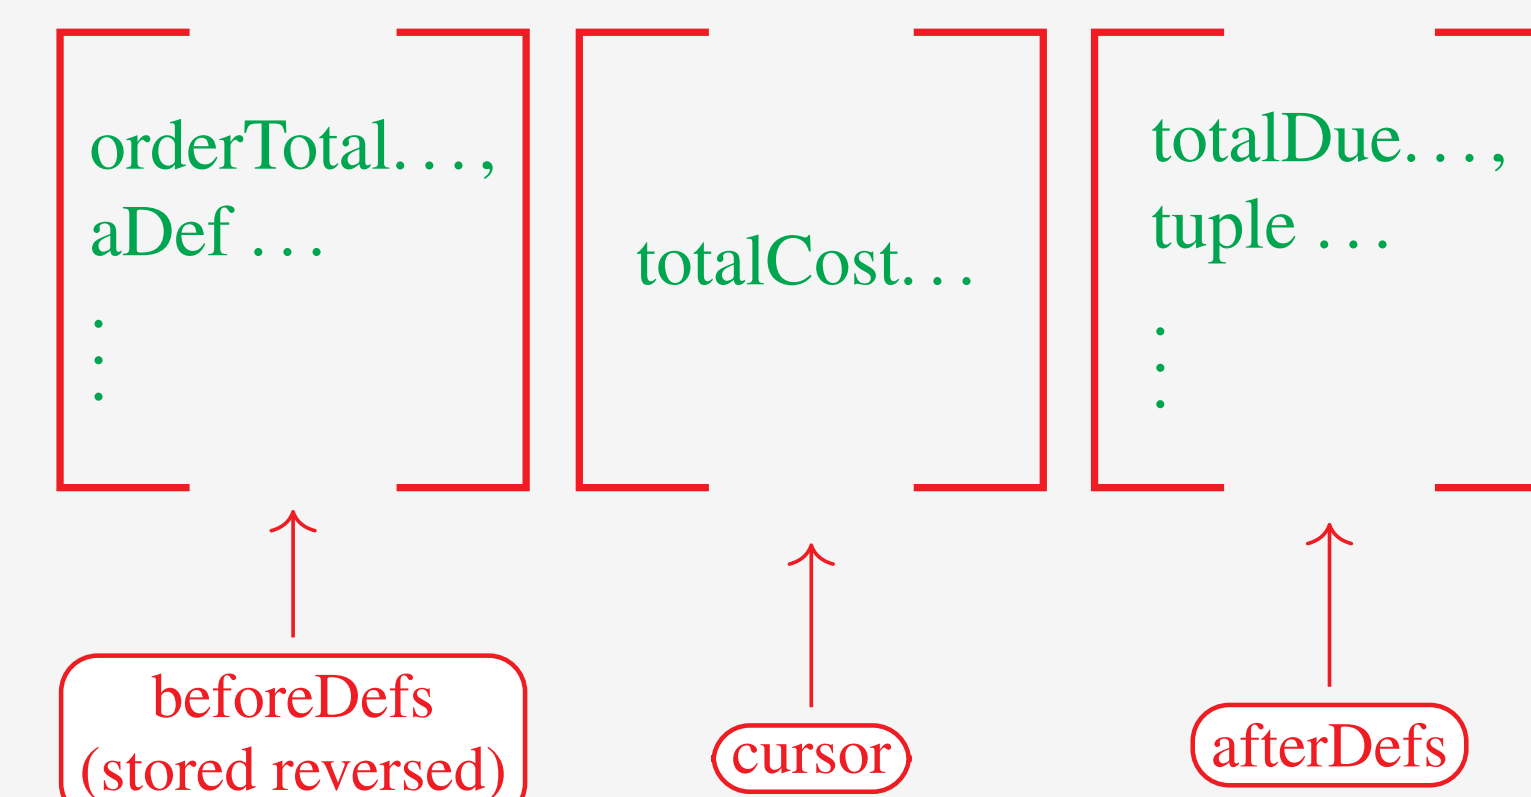 orderTotal. . . ,
aDef . . .
.
.
.
totalCost. . .
totalDue. . . ,
tuple . . .
.
.
.
beforeDefs
(stored reversed)
cursor
afterDefs